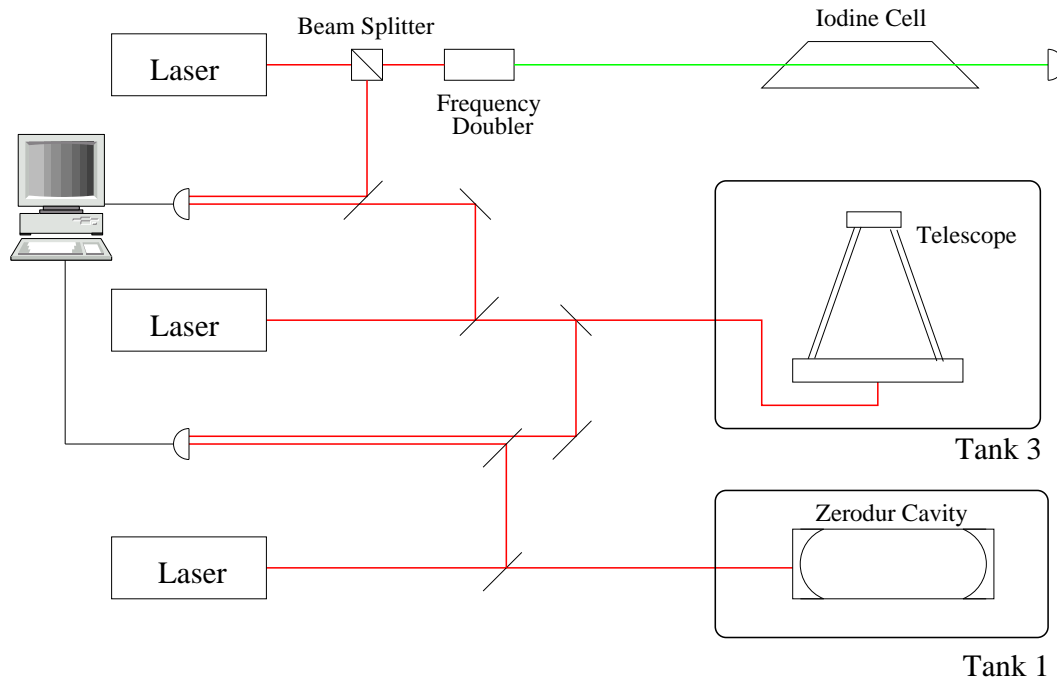 Beam Splitter
Iodine Cell
Laser
Frequency
Doubler
Telescope
Laser
Tank 3
Zerodur Cavity
Laser
Tank 1